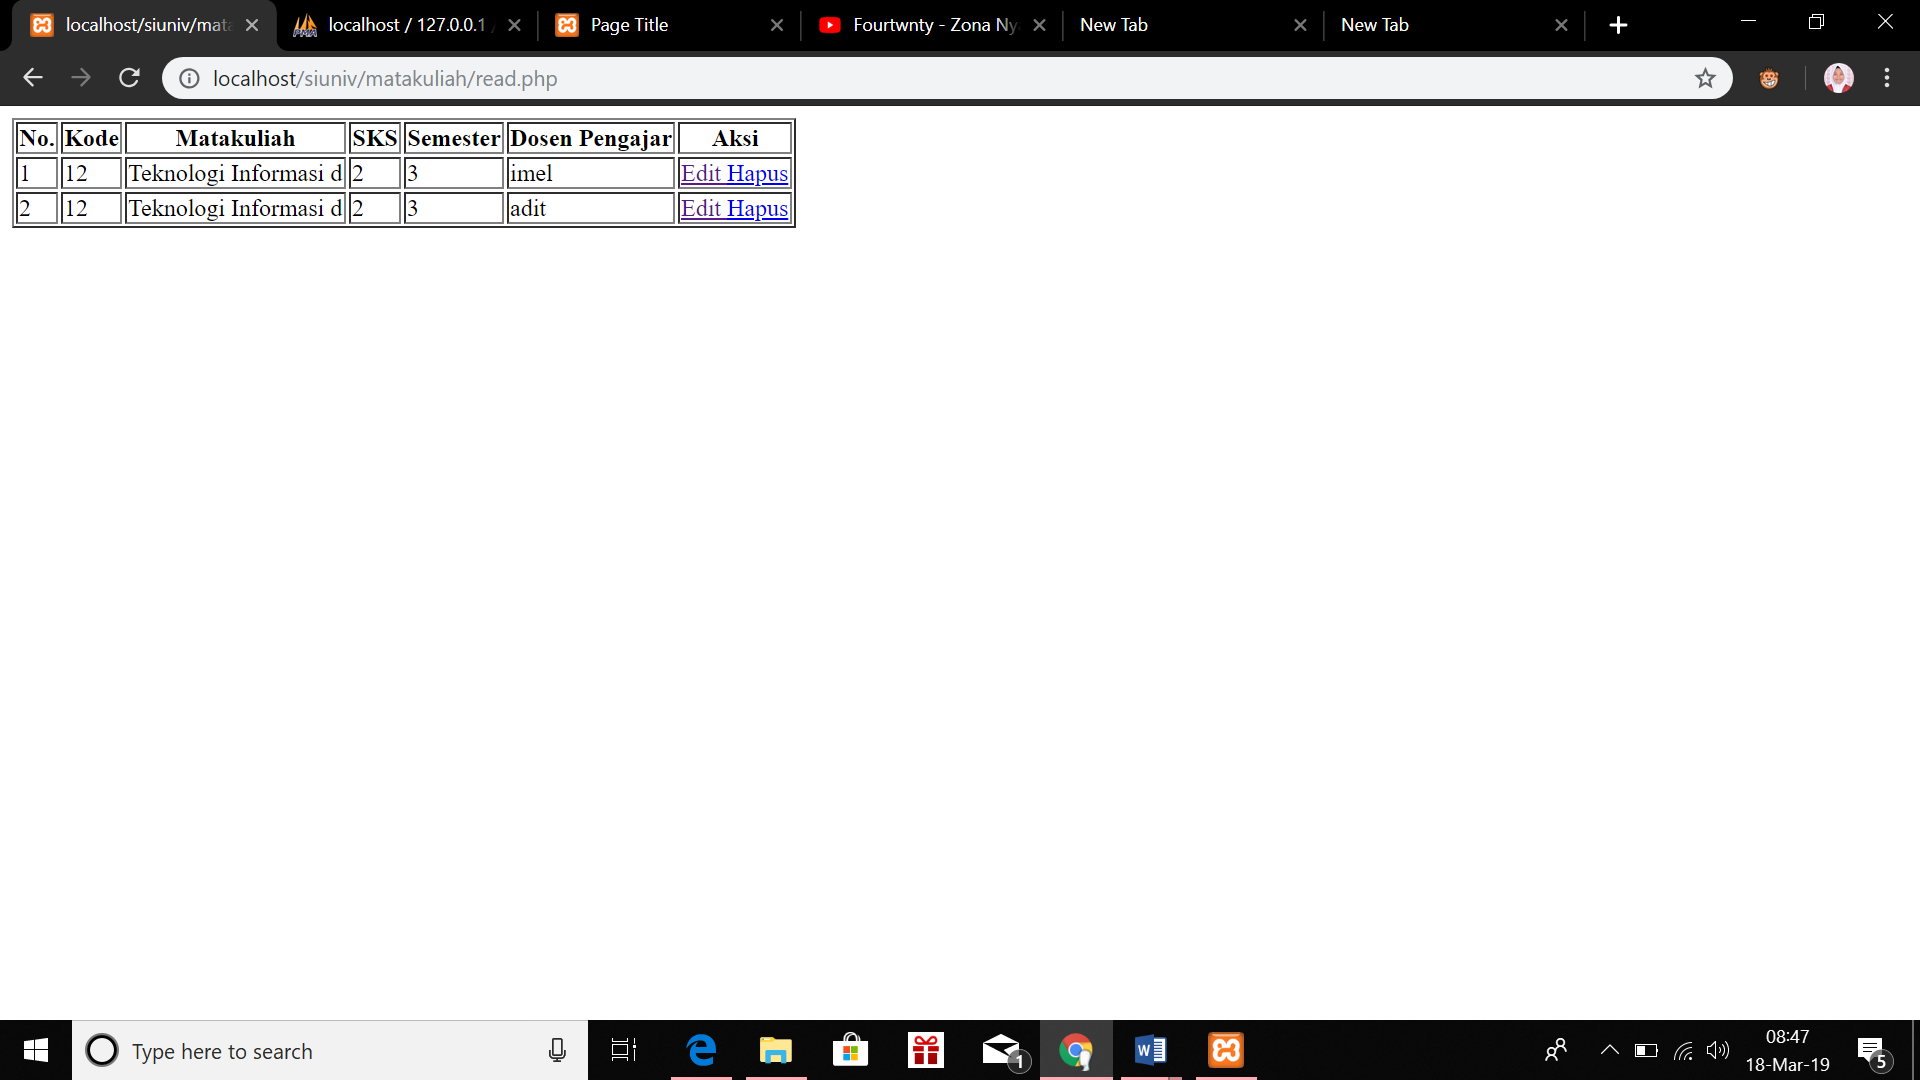 localhost/siuniv/mata
localhost / 127.0.0.1
Page Title
Fourtwnty - Zona Ny
New Tab
New Tab
localhost/siuniv/matakuliah/read.php
No. Kode Matakuliah SKS Semester Dosen Pengajar Aksi
1 12 Teknologi Informasi d 2 3 imel Edit Hapus
2 12 Teknologi Informasi d 2 3 adit Edit Hapus
Type here to search
1
08:47
18-Mar-19
5